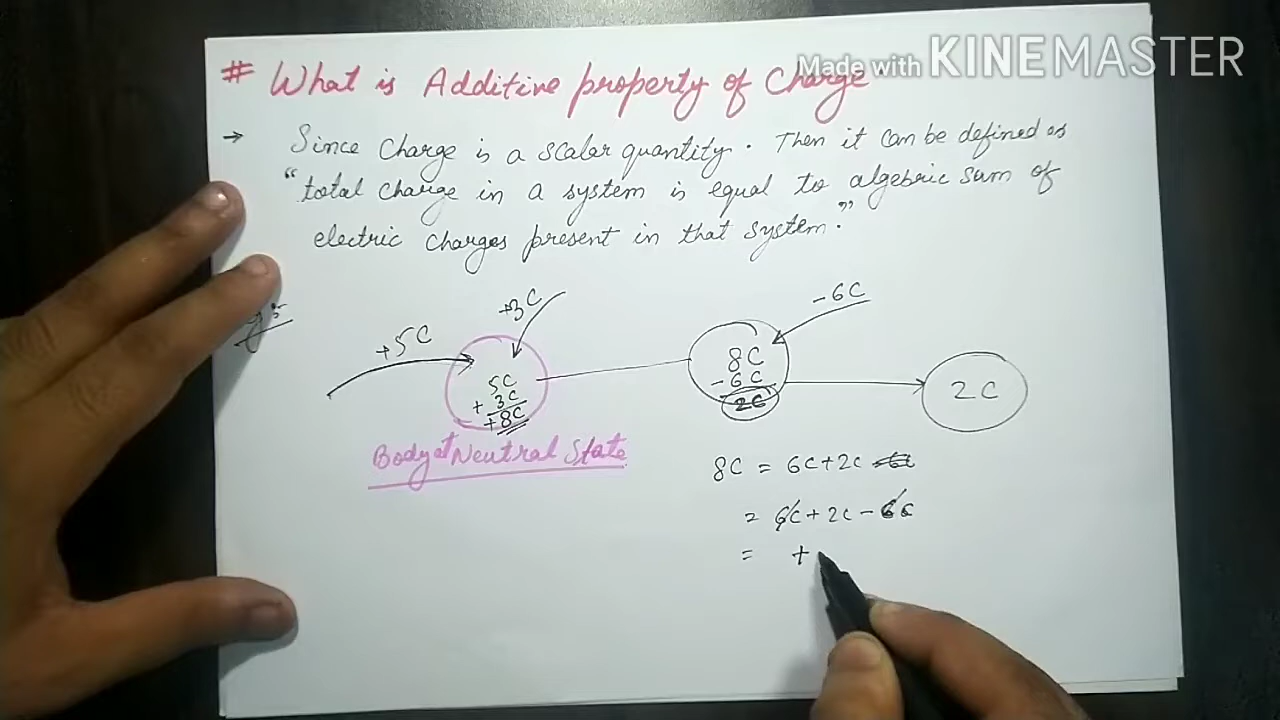 Made with KINEMASTER
# What is Additive property of Charge
→ Since charge is a scalar quantity. Then it can be defined as
"total charge in a system is equal to algebric sum of
electric charges present in that system."
+5C
+3C
5C
+ 3C
+8C
Body at Neutral State
-6C
8C
-6C
2C
2C
8C = 6C+2C
= 6C+2C-6C
= +